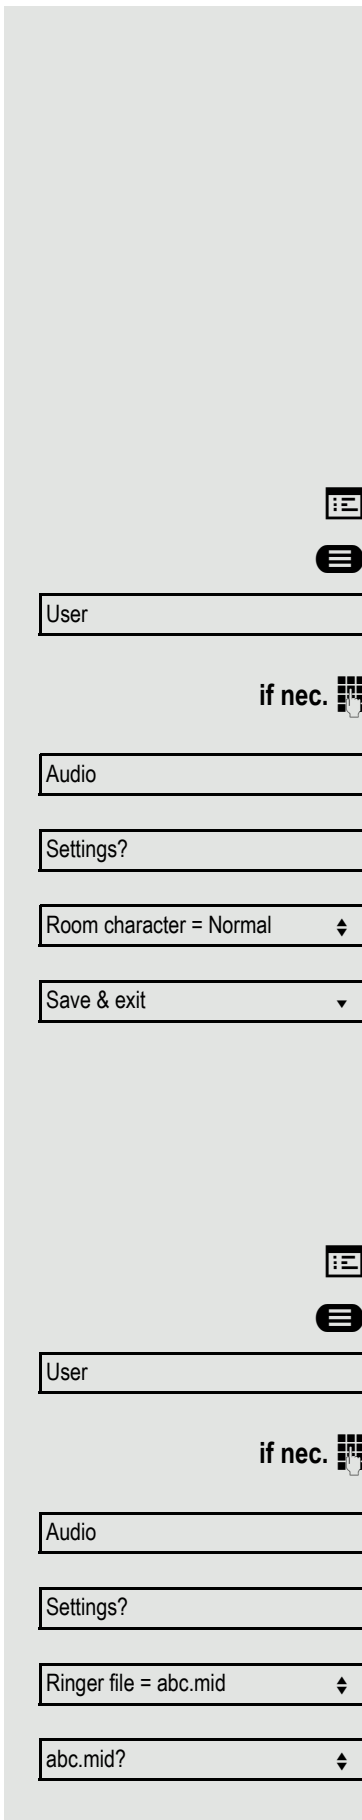 User
if nec.
Audio
Settings?
Room character = Normal
Save & exit
User
if nec.
Audio
Settings?
Ringer file = abc.mid
abc.mid?